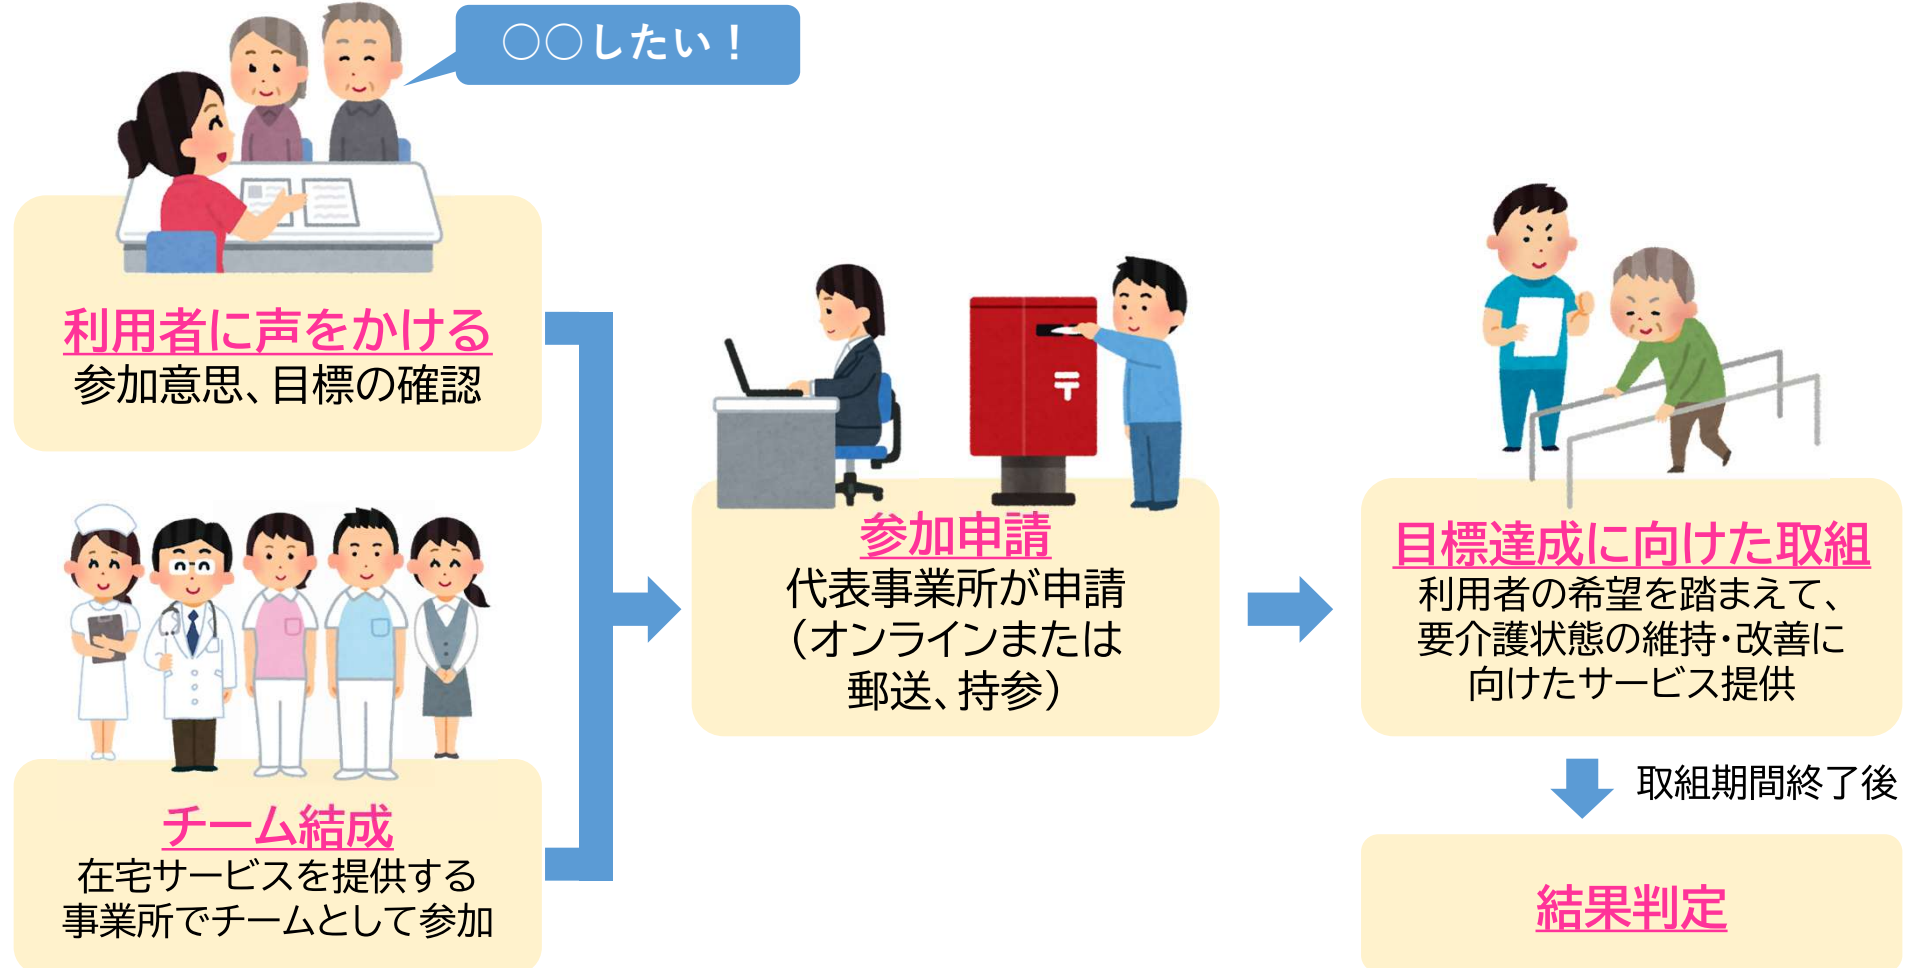 ○○したい！
利用者に声をかける
参加意思、目標の確認
チーム結成
在宅サービスを提供する
事業所でチームとして参加
参加申請
代表事業所が申請
（オンラインまたは
郵送、持参）
目標達成に向けた取組
利用者の希望を踏まえて、
要介護状態の維持・改善に
向けたサービス提供
取組期間終了後
結果判定